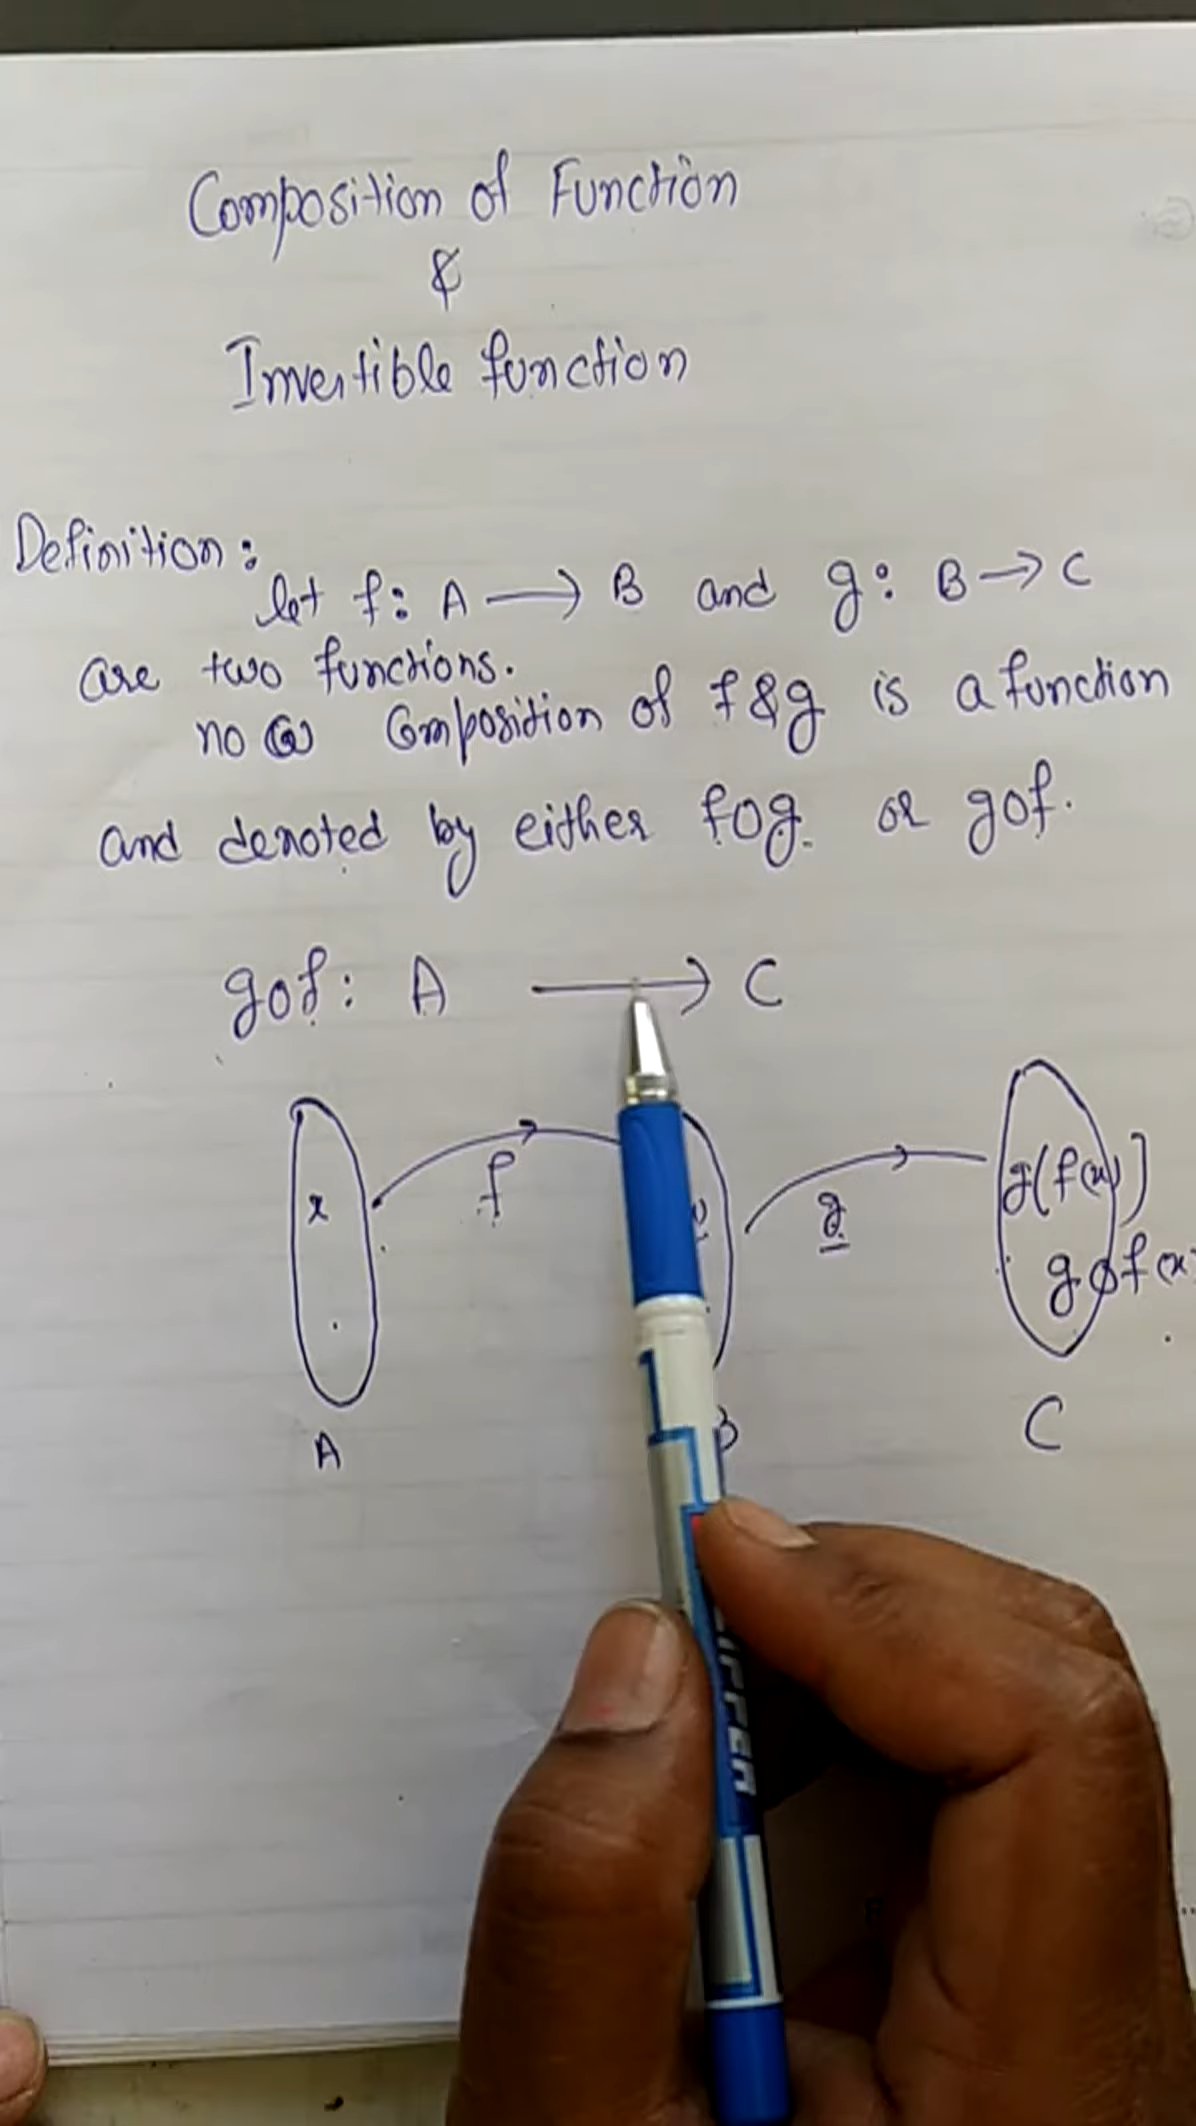 Composition of Function
&
Invertible function
Definition:
let f: A → B and g: B → C
are two functions.
now Composition of f & g is a function
and denoted by either fog or gof.
gof: A → C
x
f
g
g(f(x))
gof(x)
A
B
C